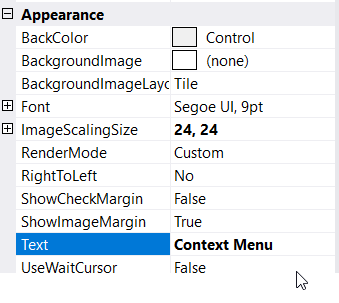 Appearance
BackColor Control
BackgroundImage (none)
BackgroundImageLayo Tile
Font Segoe UI, 9pt
ImageScalingSize 24, 24
RenderMode Custom
RightToLeft No
ShowCheckMargin False
ShowImageMargin True
Text Context Menu
UseWaitCursor False